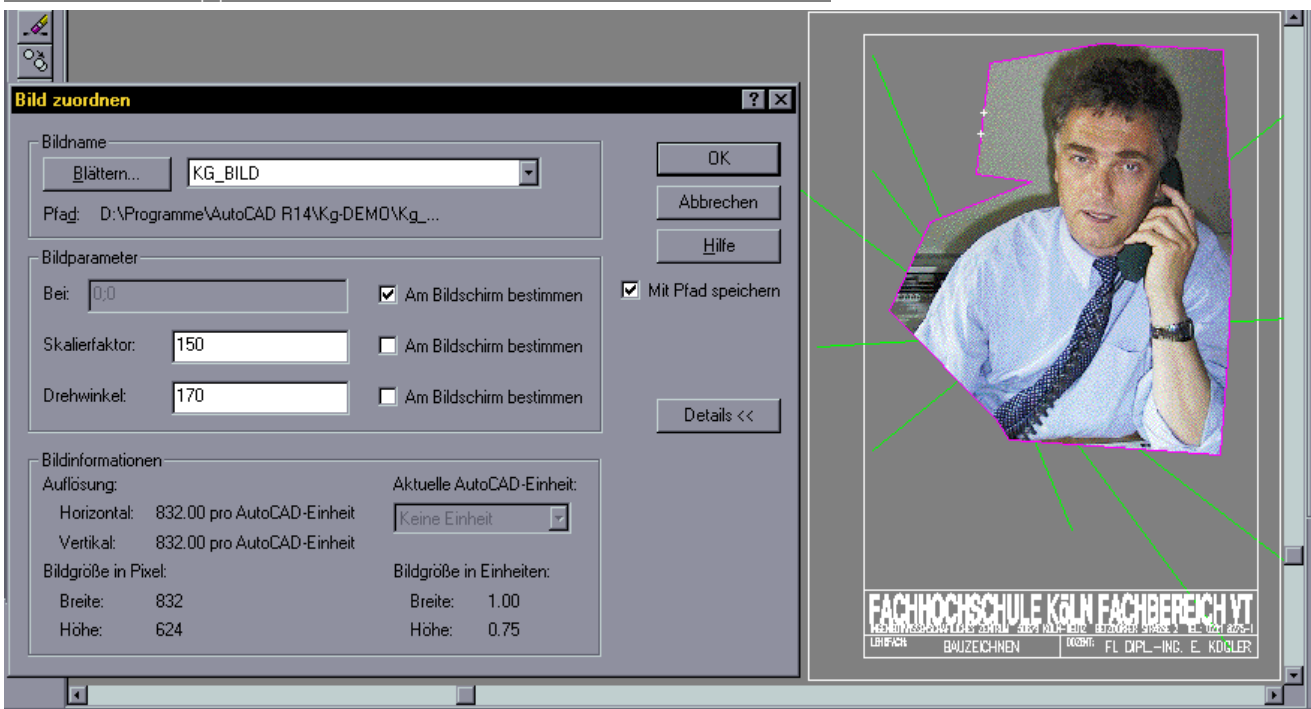 Bild zuordnen
Bildname
Blättern...
KG_BILD
Pfad: D:\Programme\AutoCAD R14\Kg-DEMO\Kg_...
OK
Abbrechen
Hilfe
Mit Pfad speichern
Bildparameter
Bei: 0;0
Am Bildschirm bestimmen
Skalierfaktor: 150
Am Bildschirm bestimmen
Drehwinkel: 170
Am Bildschirm bestimmen
Details <<
Bildinformationen
Auflösung:
Aktuelle AutoCAD-Einheit:
Horizontal: 832.00 pro AutoCAD-Einheit
Keine Einheit
Vertikal: 832.00 pro AutoCAD-Einheit
Bildgröße in Pixel:
Bildgröße in Einheiten:
Breite: 832
Breite: 1.00
Höhe: 624
Höhe: 0.75
FACHHOCHSCHULE KöLN FACHBEREICH VT
LEHRFACH: BAUZEICHNEN
DOZENT: FL DIPL.-ING. E. KOGLER